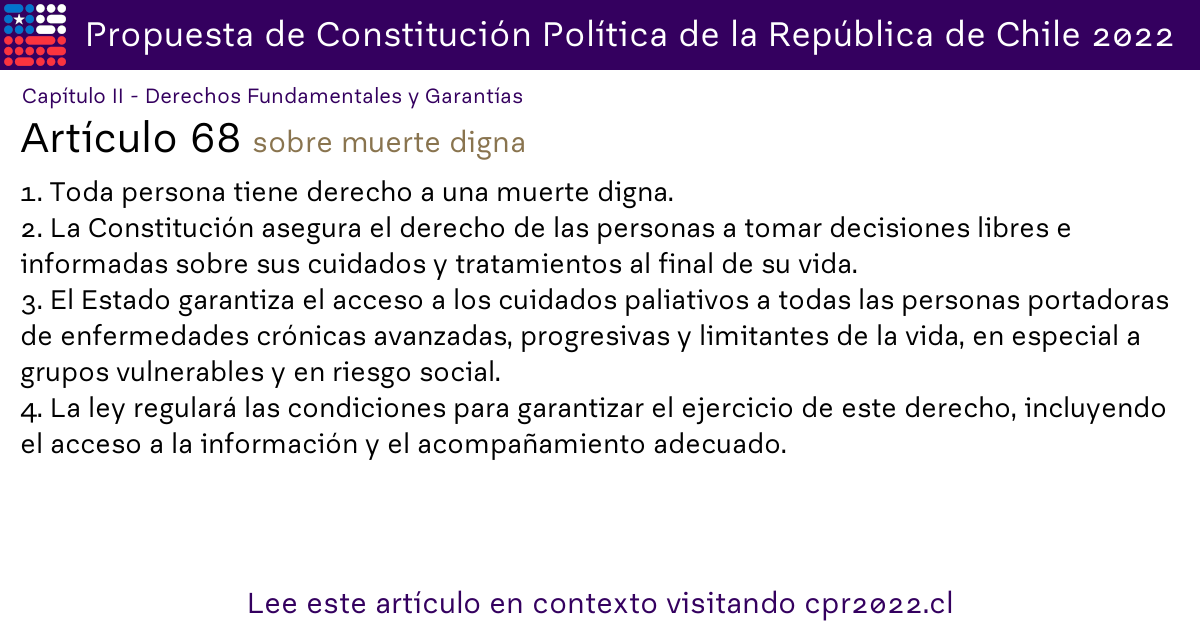 Propuesta de Constitución Política de la República de Chile 2022
Capítulo II - Derechos Fundamentales y Garantías
Artículo 68 sobre muerte digna
1. Toda persona tiene derecho a una muerte digna.
2. La Constitución asegura el derecho de las personas a tomar decisiones libres e
informadas sobre sus cuidados y tratamientos al final de su vida.
3. El Estado garantiza el acceso a los cuidados paliativos a todas las personas portadoras
de enfermedades crónicas avanzadas, progresivas y limitantes de la vida, en especial a
grupos vulnerables y en riesgo social.
4. La ley regulará las condiciones para garantizar el ejercicio de este derecho, incluyendo
el acceso a la información y el acompañamiento adecuado.
Lee este artículo en contexto visitando cpr2022.cl